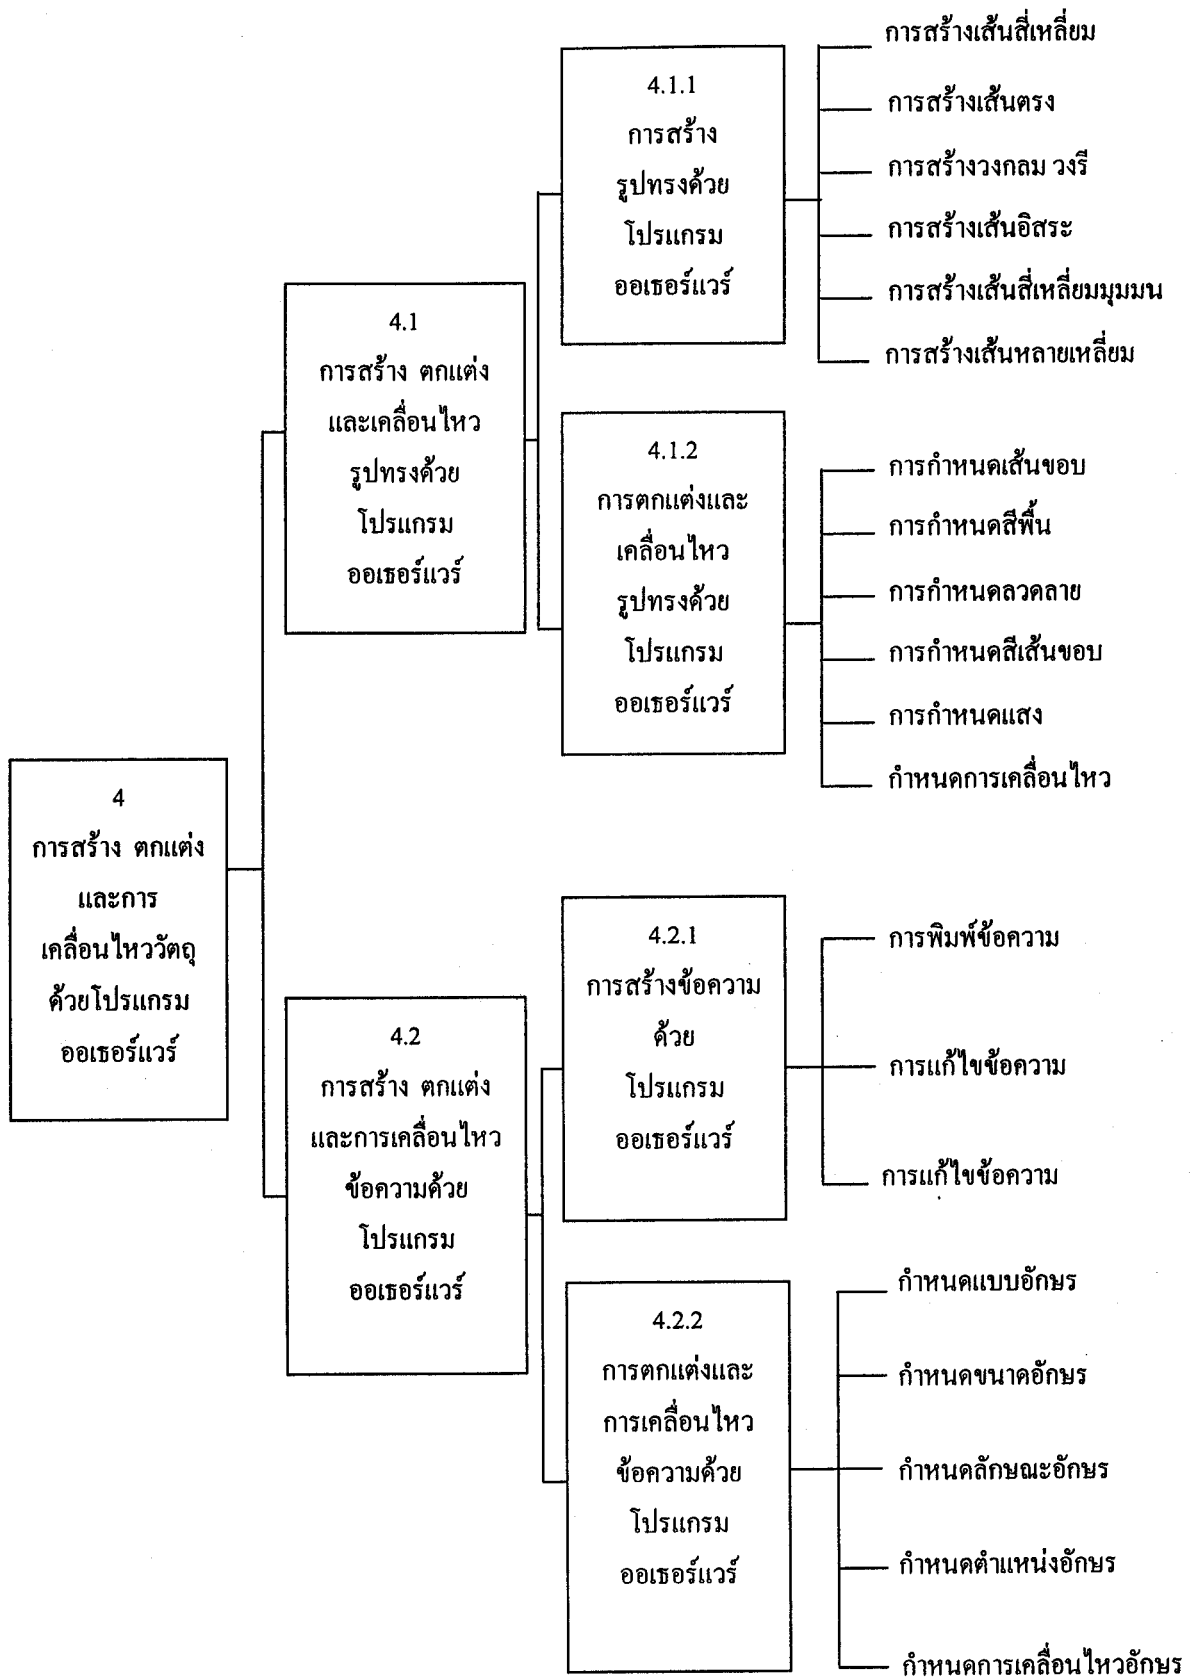 4
การสร้าง ตกแต่ง
และการ
เคลื่อนไหววัตถุ
ด้วยโปรแกรม
ออเธอร์แวร์
4.1
การสร้าง ตกแต่ง
และเคลื่อนไหว
รูปทรงด้วย
โปรแกรม
ออเธอร์แวร์
4.1.1
การสร้าง
รูปทรงด้วย
โปรแกรม
ออเธอร์แวร์
การสร้างเส้นสี่เหลี่ยม
การสร้างเส้นตรง
การสร้างวงกลม วงรี
การสร้างเส้นอิสระ
การสร้างเส้นสี่เหลี่ยมมุมมน
การสร้างเส้นหลายเหลี่ยม
4.1.2
การตกแต่งและ
เคลื่อนไหว
รูปทรงด้วย
โปรแกรม
ออเธอร์แวร์
การกำหนดเส้นขอบ
การกำหนดสีพื้น
การกำหนดลวดลาย
การกำหนดสีเส้นขอบ
การกำหนดแสง
กำหนดการเคลื่อนไหว
4.2
การสร้าง ตกแต่ง
และการเคลื่อนไหว
ข้อความด้วย
โปรแกรม
ออเธอร์แวร์
4.2.1
การสร้างข้อความ
ด้วย
โปรแกรม
ออเธอร์แวร์
การพิมพ์ข้อความ
การแก้ไขข้อความ
การแก้ไขข้อความ
4.2.2
การตกแต่งและ
การเคลื่อนไหว
ข้อความด้วย
โปรแกรม
ออเธอร์แวร์
กำหนดแบบอักษร
กำหนดขนาดอักษร
กำหนดลักษณะอักษร
กำหนดตำแหน่งอักษร
กำหนดการเคลื่อนไหวอักษร